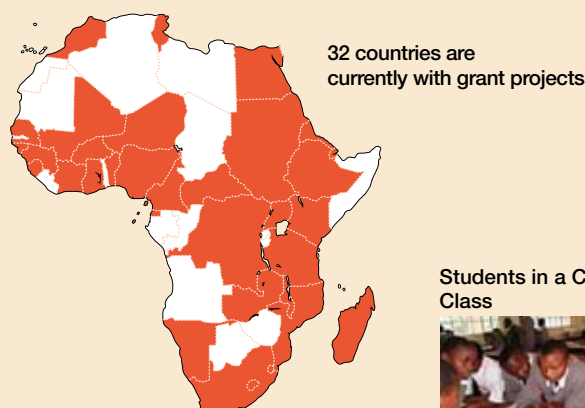 32 countries are
currently with grant projects
Students in a C
Class